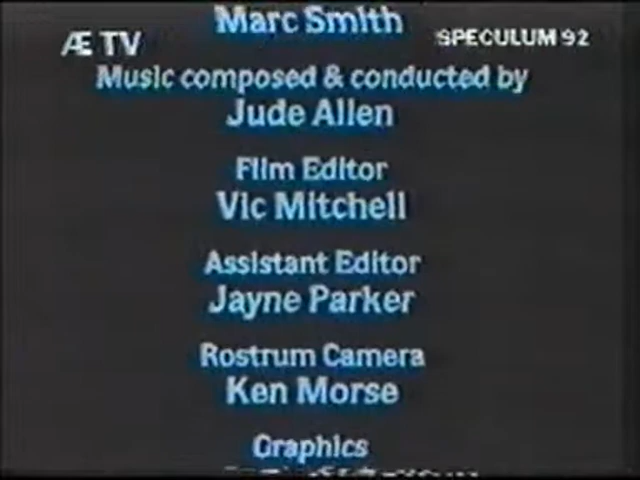 Marc Smith
ÆTV
SPECULUM 92
Music composed & conducted by
Jude Allen
Film Editor
Vic Mitchell
Assistant Editor
Jayne Parker
Rostrum Camera
Ken Morse
Graphics